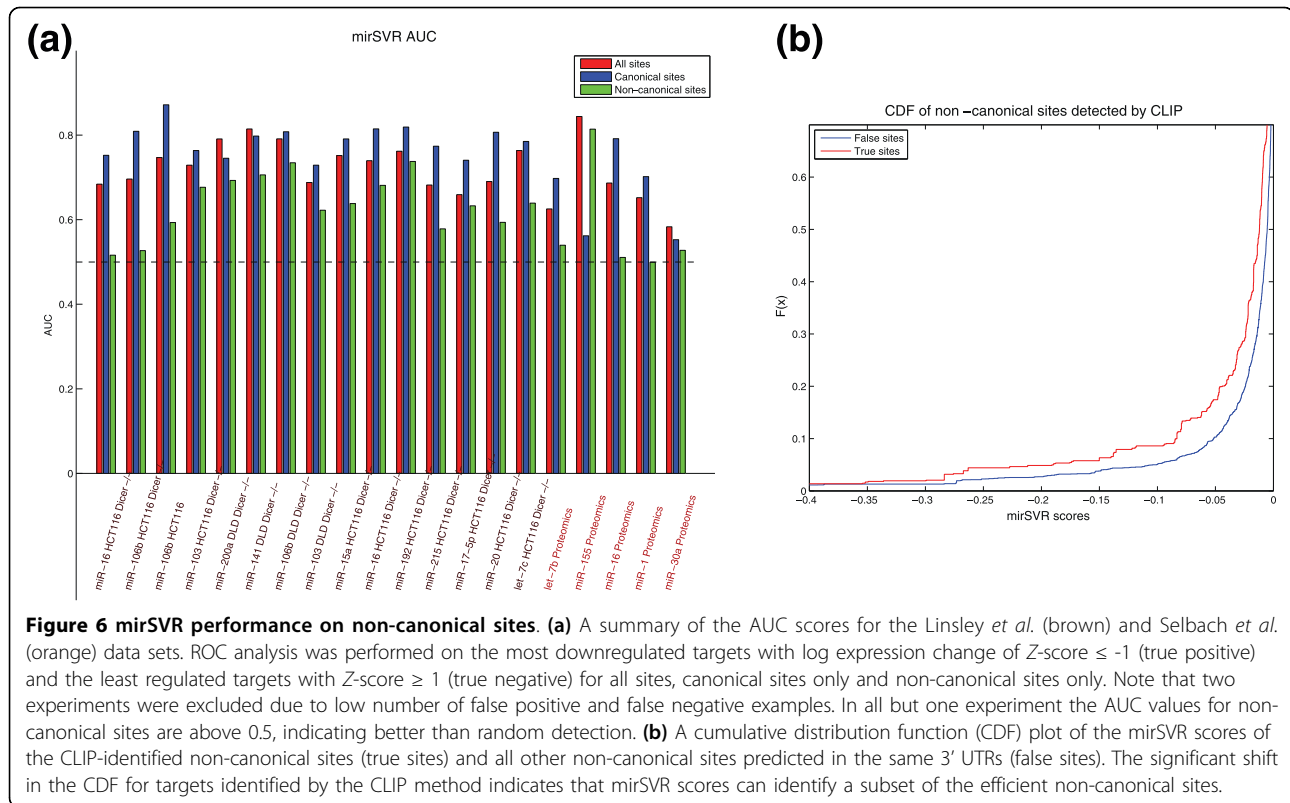 (a)
mirSVR AUC
All sites
Canonical sites
Non-canonical sites
0.8
0.6
0.4
0.2
0
AUC
miR-16 HCT116 Dicer -/-
miR-106b HCT116 Dicer -/-
miR-106b HCT116
miR-103 HCT116 Dicer -/-
miR-200a DLD Dicer -/-
miR-141 DLD Dicer -/-
miR-106b DLD Dicer -/-
miR-103 DLD Dicer -/-
miR-15a HCT116 Dicer -/-
miR-16 HCT116 Dicer -/-
miR-192 HCT116 Dicer -/-
miR-215 HCT116 Dicer -/-
miR-17-5p HCT116 Dicer -/-
miR-20 HCT116 Dicer -/-
let-7c HCT116 Dicer -/-
let-7b Proteomics
miR-155 Proteomics
miR-16 Proteomics
miR-1 Proteomics
miR-30a Proteomics
(b)
CDF of non -canonical sites detected by CLIP
False sites
True sites
0.6
0.5
0.4
0.3
0.2
0.1
0
F(x)
-0.4 -0.35 -0.3 -0.25 -0.2 -0.15 -0.1 -0.05 0
mirSVR scores
Figure 6 mirSVR performance on non-canonical sites. (a) A summary of the AUC scores for the Linsley et al. (brown) and Selbach et al.
(orange) data sets. ROC analysis was performed on the most downregulated targets with log expression change of Z-score ≤ -1 (true positive)
and the least regulated targets with Z-score ≥ 1 (true negative) for all sites, canonical sites only and non-canonical sites only. Note that two
experiments were excluded due to low number of false positive and false negative examples. In all but one experiment the AUC values for non-
canonical sites are above 0.5, indicating better than random detection. (b) A cumulative distribution function (CDF) plot of the mirSVR scores of
the CLIP-identified non-canonical sites (true sites) and all other non-canonical sites predicted in the same 3' UTRs (false sites). The significant shift
in the CDF for targets identified by the CLIP method indicates that mirSVR scores can identify a subset of the efficient non-canonical sites.